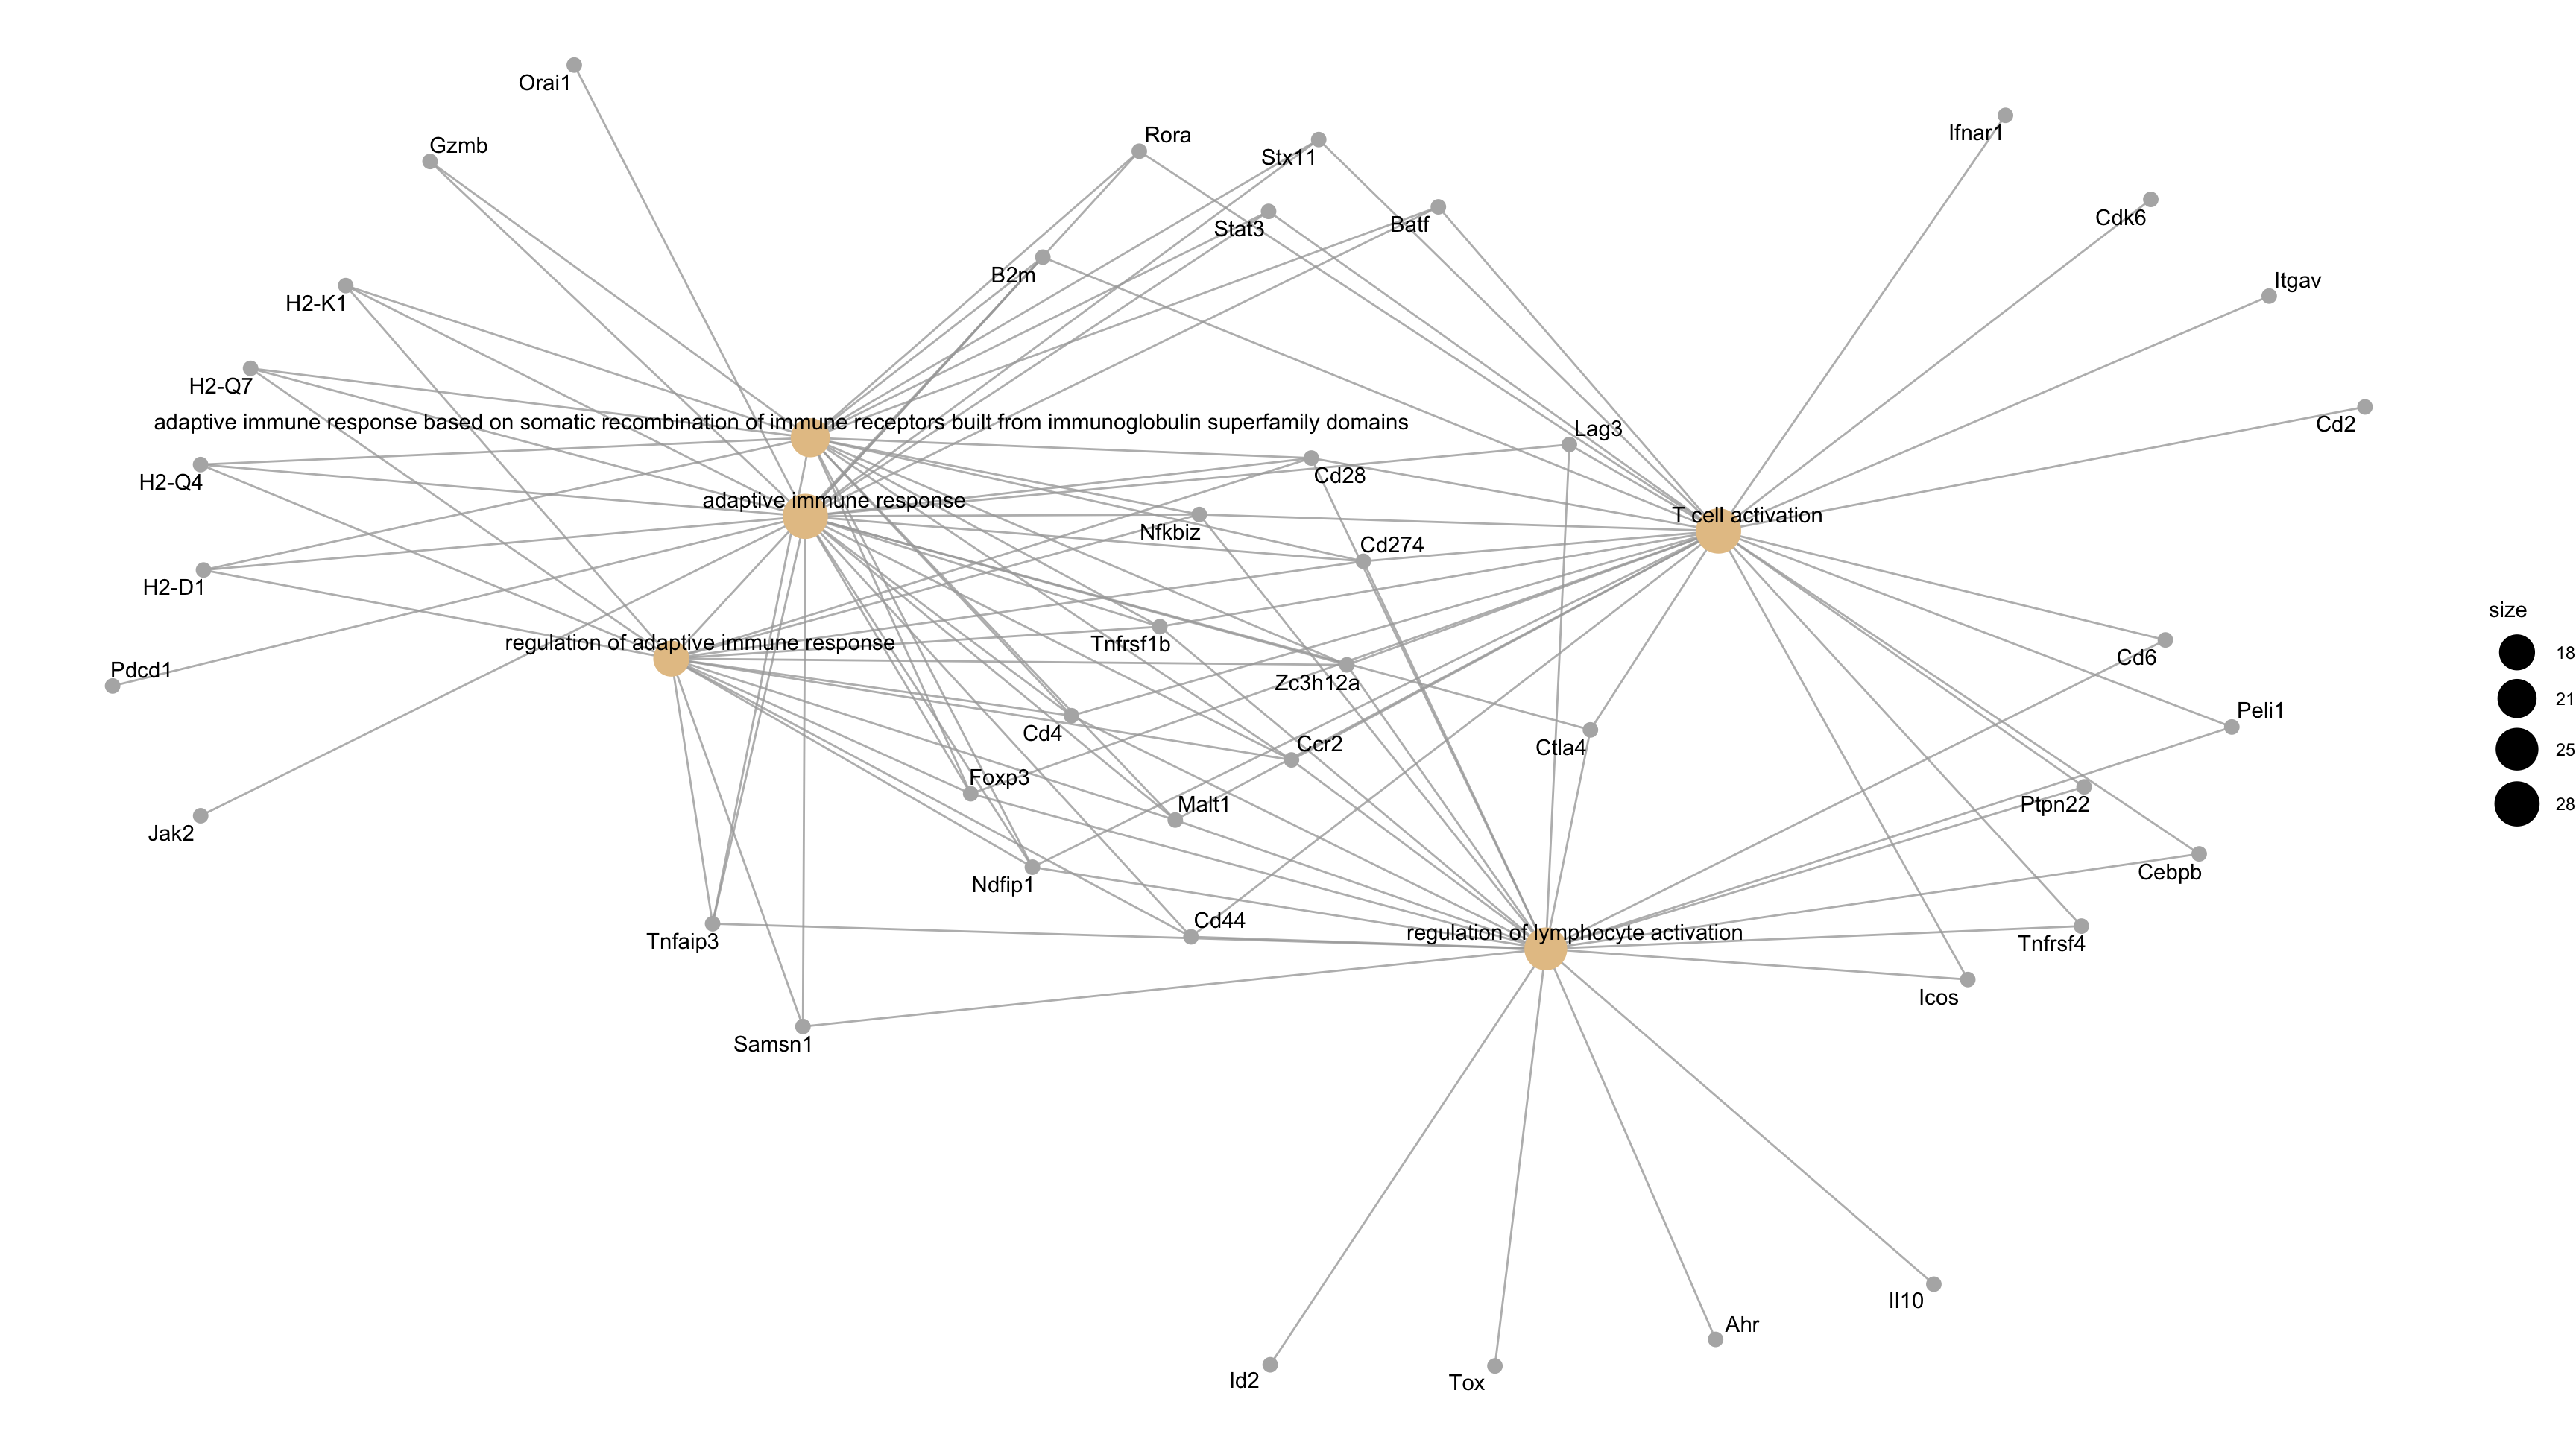 Orai1
Ifnar1
Rora
Gzmb
Stx11
Cdk6
Batf
Stat3
B2m
Itgav
H2-K1
H2-Q7
adaptive immune response based on somatic recombination of immune receptors built from immunoglobulin superfamily domains
Cd2
Lag3
Cd28
H2-Q4
adaptive immune response
T cell activation
Nfkbiz
Cd274
H2-D1
size
regulation of adaptive immune response
Tnfrsf1b
18
Cd6
Pdcd1
Zc3h12a
21
Peli1
Cd4
Ccr2
Ctla4
25
Foxp3
Malt1
Ptpn22
28
Jak2
Cebpb
Ndfip1
Cd44
regulation of lymphocyte activation
Tnfaip3
Tnfrsf4
Icos
Samsn1
Il10
Ahr
Id2
Tox